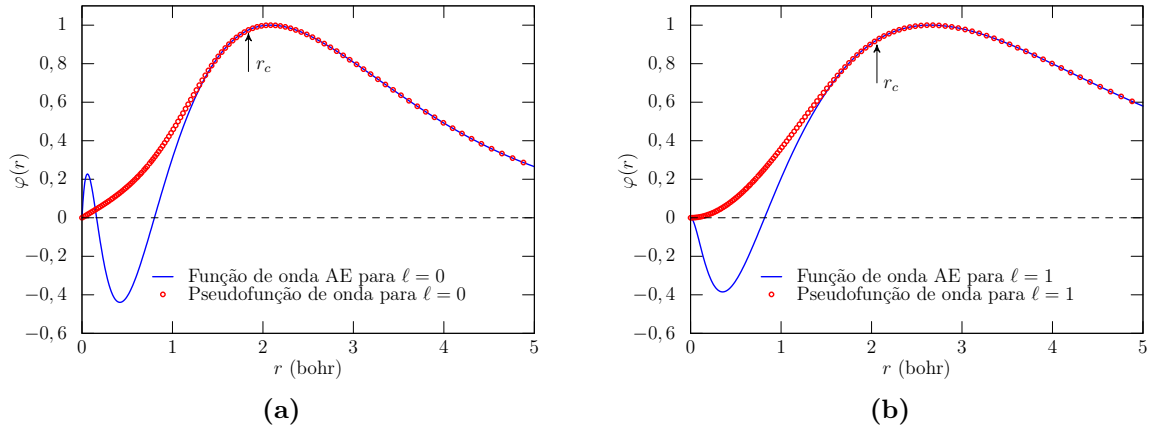 1
0, 8
0, 6
0, 4
0, 2
0
−0, 2
−0, 4
−0, 6
φ(r)
r_c
Função de onda AE para ℓ = 0
Pseudofunção de onda para ℓ = 0
0 1 2 3 4 5
r (bohr)
(a)
1
0, 8
0, 6
0, 4
0, 2
0
−0, 2
−0, 4
−0, 6
φ(r)
r_c
Função de onda AE para ℓ = 1
Pseudofunção de onda para ℓ = 1
0 1 2 3 4 5
r (bohr)
(b)